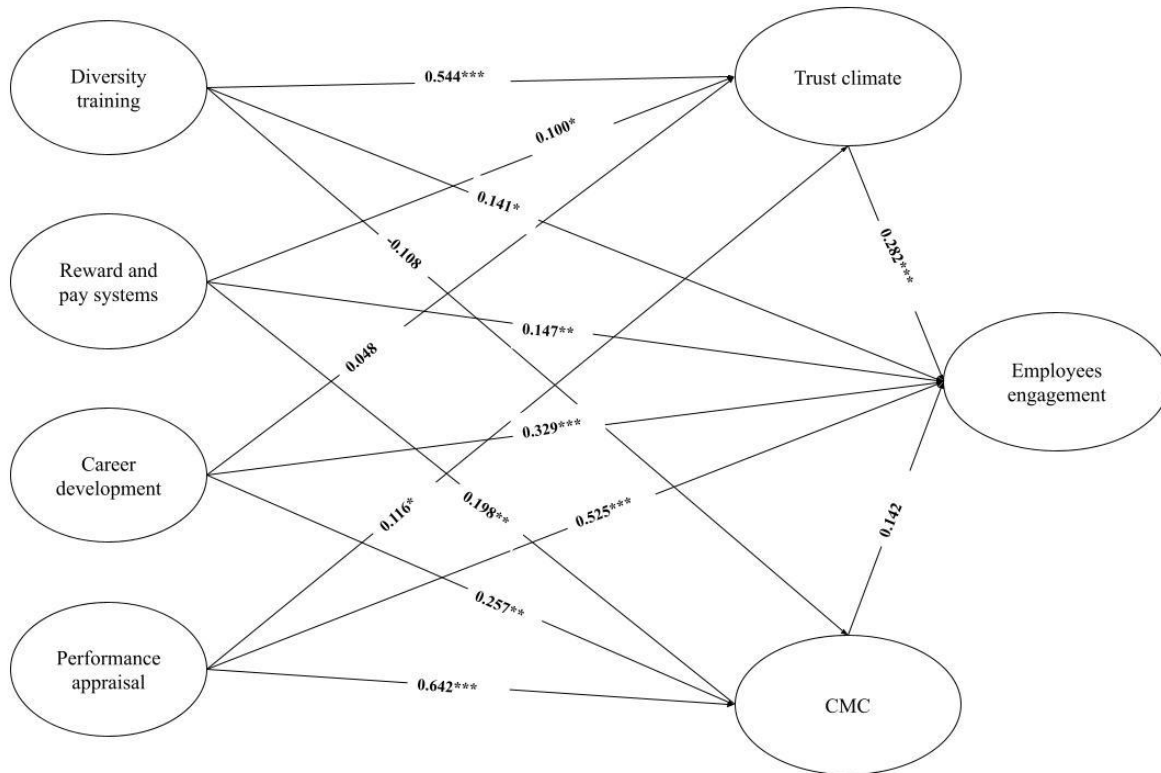 Diversity
training
0.544***
Trust climate
0.100*
0.141*
-0.108
0.282***
Reward and
pay systems
0.147**
0.048
Employees
engagement
0.329***
Career
development
0.116*
0.198**
0.525***
0.142
0.257**
Performance
appraisal
0.642***
CMC